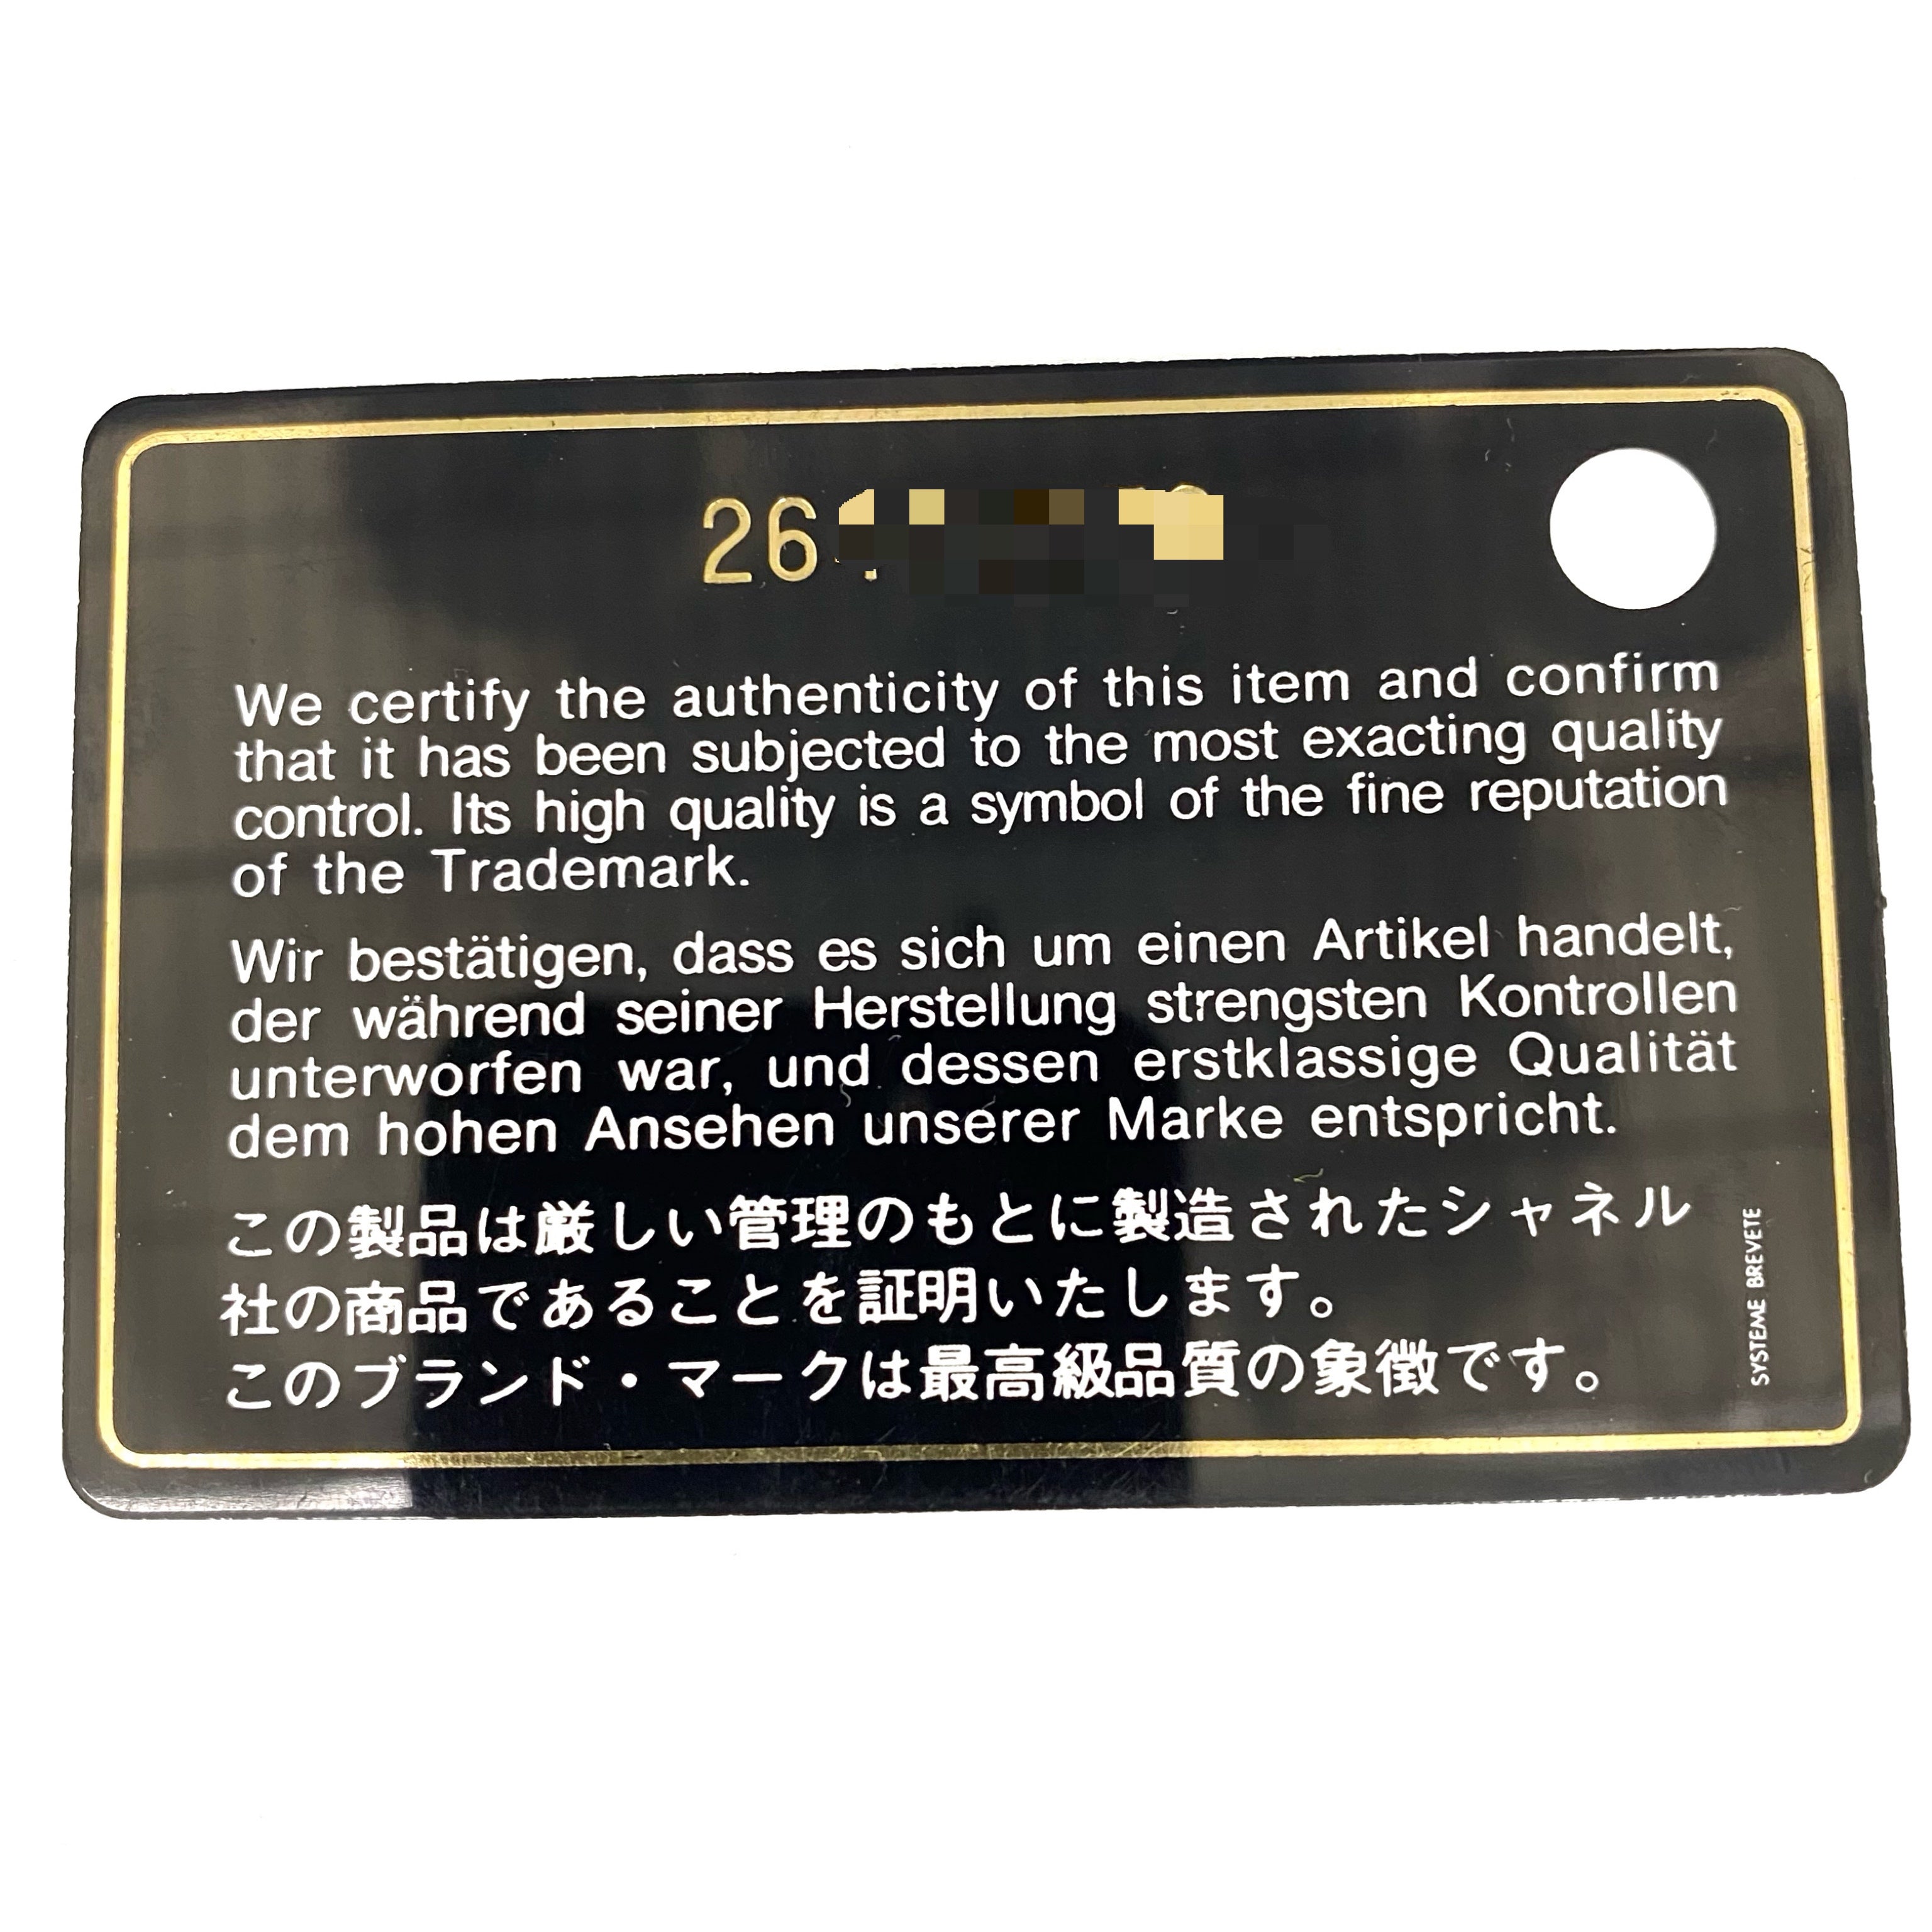 26
We certify the authenticity of this item and confirm
that it has been subjected to the most exacting quality
control. Its high quality is a symbol of the fine reputation
of the Trademark.
Wir bestätigen, dass es sich um einen Artikel handelt,
der während seiner Herstellung strengsten Kontrollen
unterworfen war, und dessen erstklassige Qualität
dem hohen Ansehen unserer Marke entspricht.
この製品は厳しい管理のもとに製造されたシャネル
社の商品であることを証明いたします。
このブランド・マークは最高級品質の象徴です。
SYSTEME BREVETE